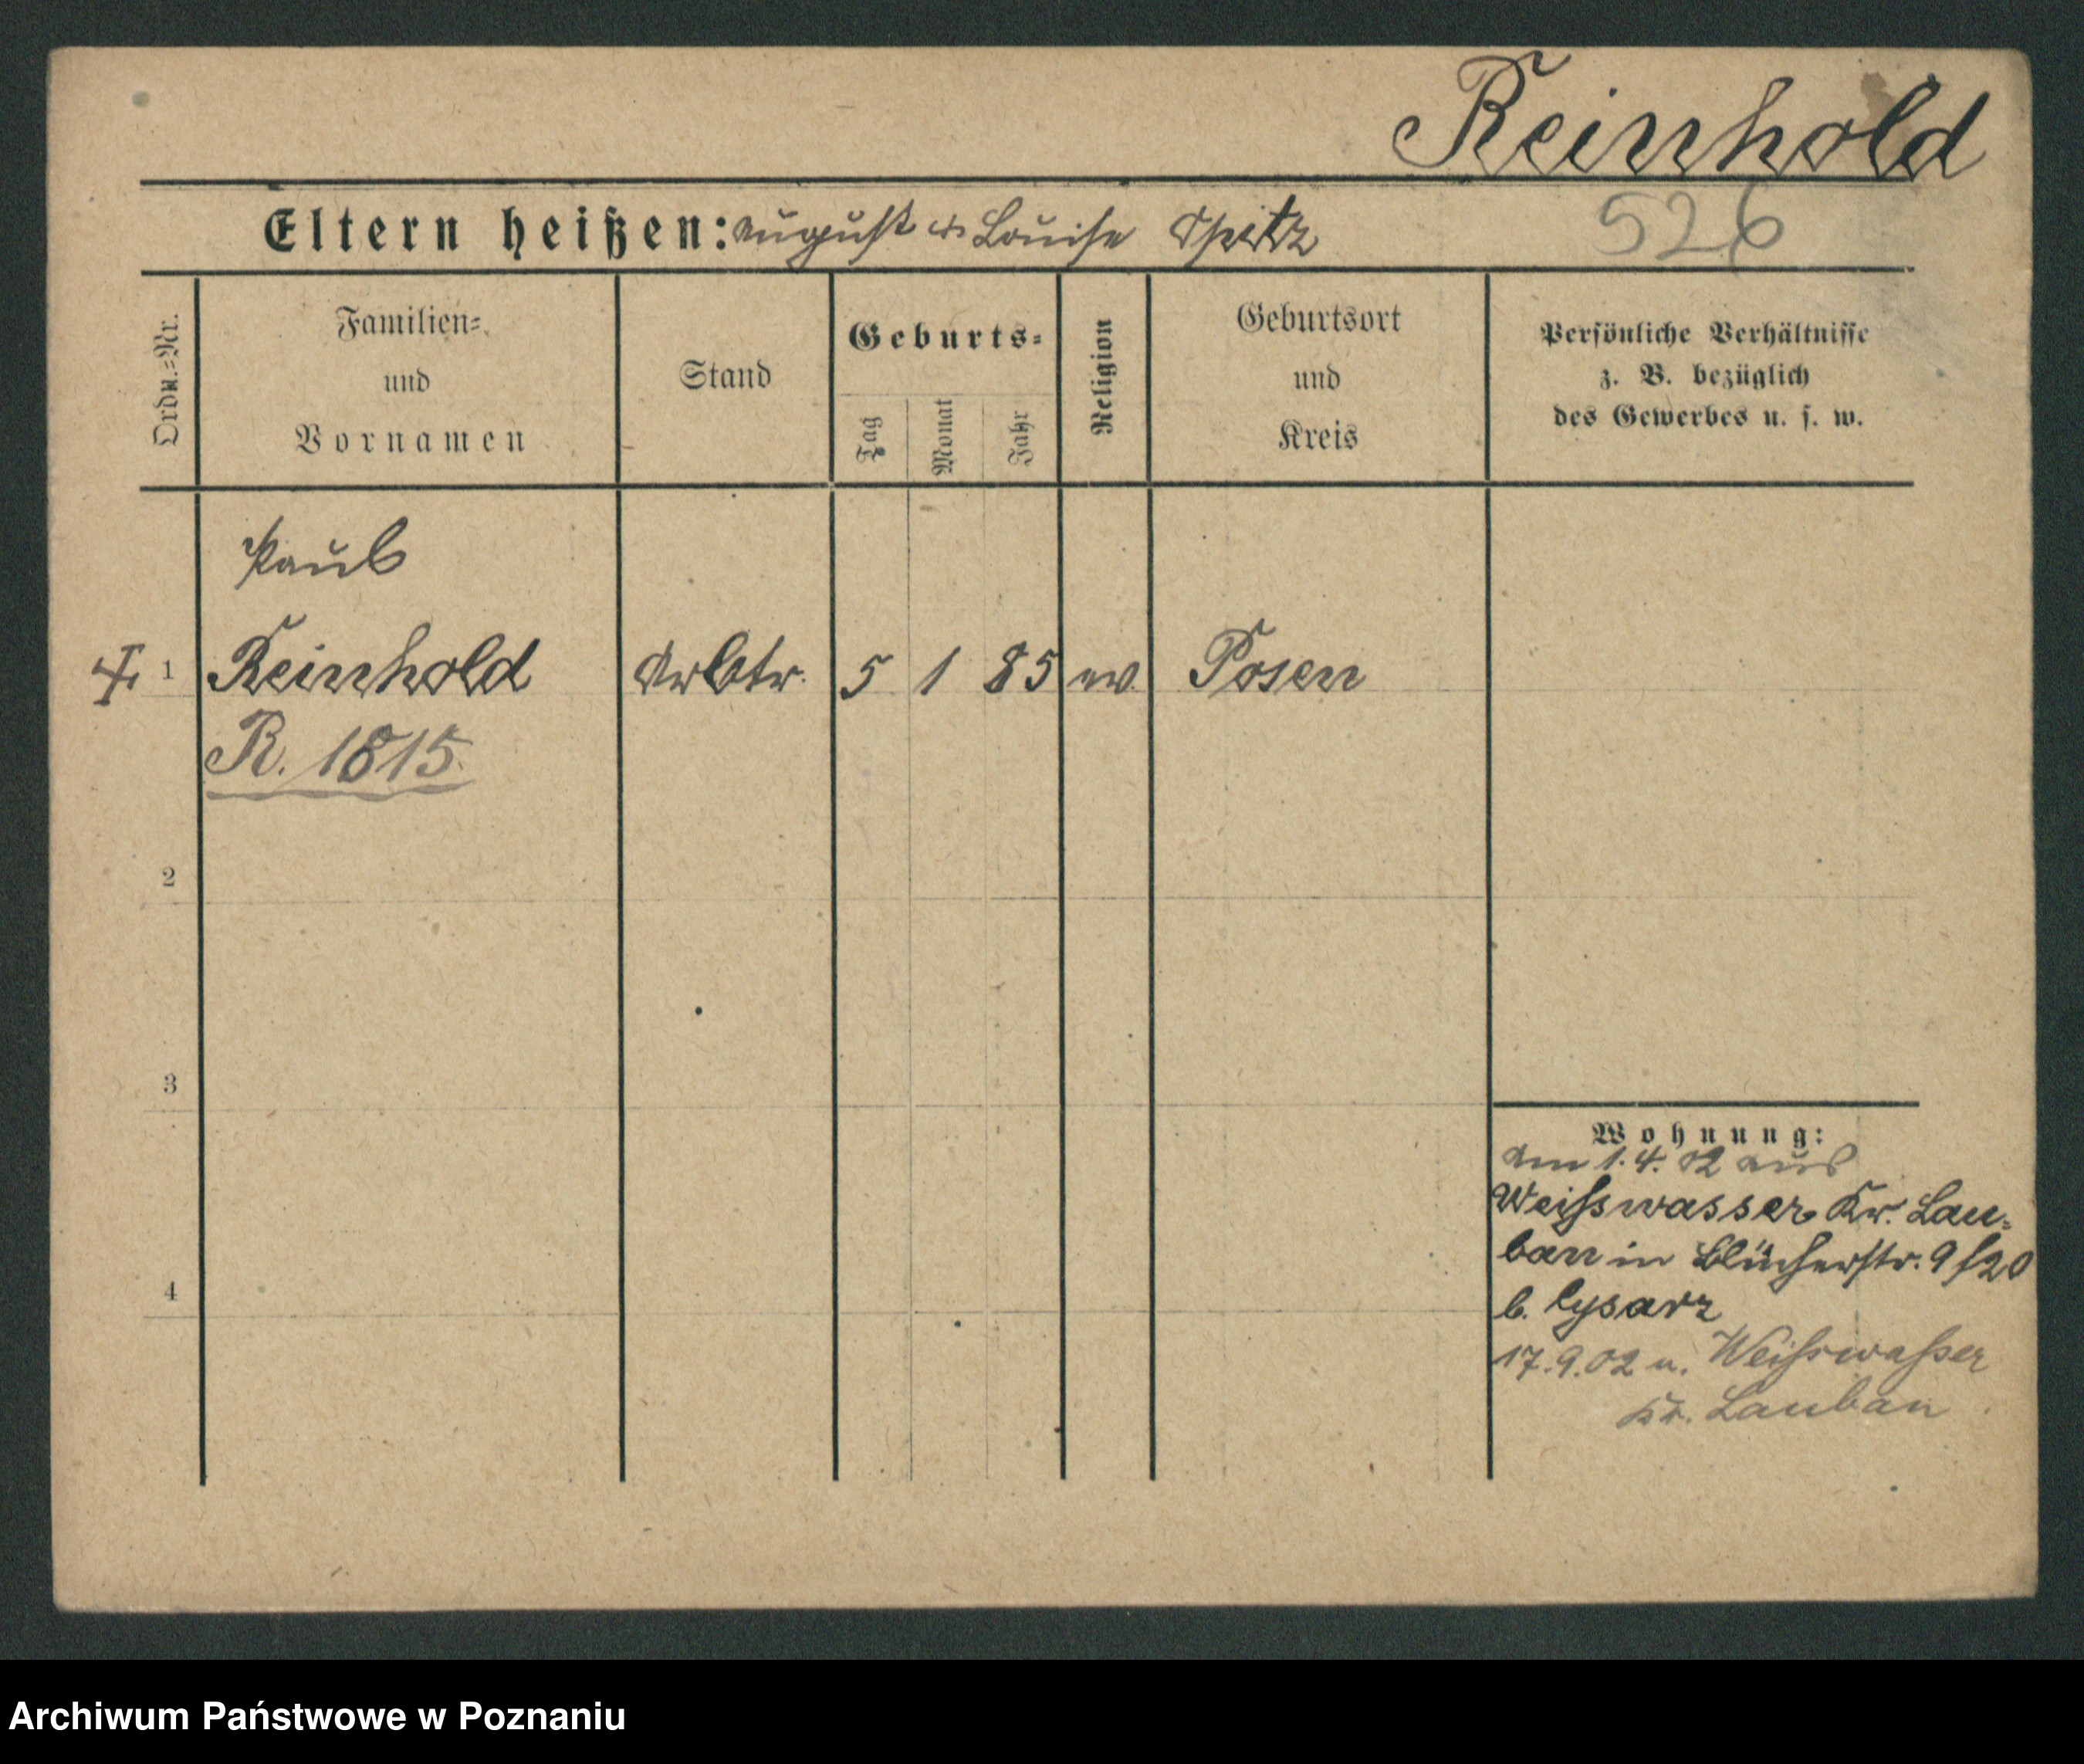 Reinhold
Eltern heißen: August & Louise Spitz
526
Ordn.=Nr.
Familien=
und
Vornamen
Stand
Geburts=
Tag
Monat
Jahr
Religion
Geburtsort
und
Kreis
Persönliche Verhältnisse
z. B. bezüglich
des Gewerbes u. s. w.
Paul
1 Reinhold Arbtr. 5 1 85 ev. Posen
R. 1815.
2
3
Wohnung:
Am 1.4.02 aus
Weisswasser Kr. Lau=
ban in Blücherstr. 9
4
b. Cysarz
17.9.02 n. Weisswasser
Kr. Lauban
Archiwum Państwowe w Poznaniu